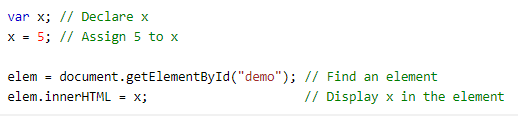 var x; // Declare x
x = 5; // Assign 5 to x
elem = document.getElementById("demo"); // Find an element
elem.innerHTML = x; // Display x in the element